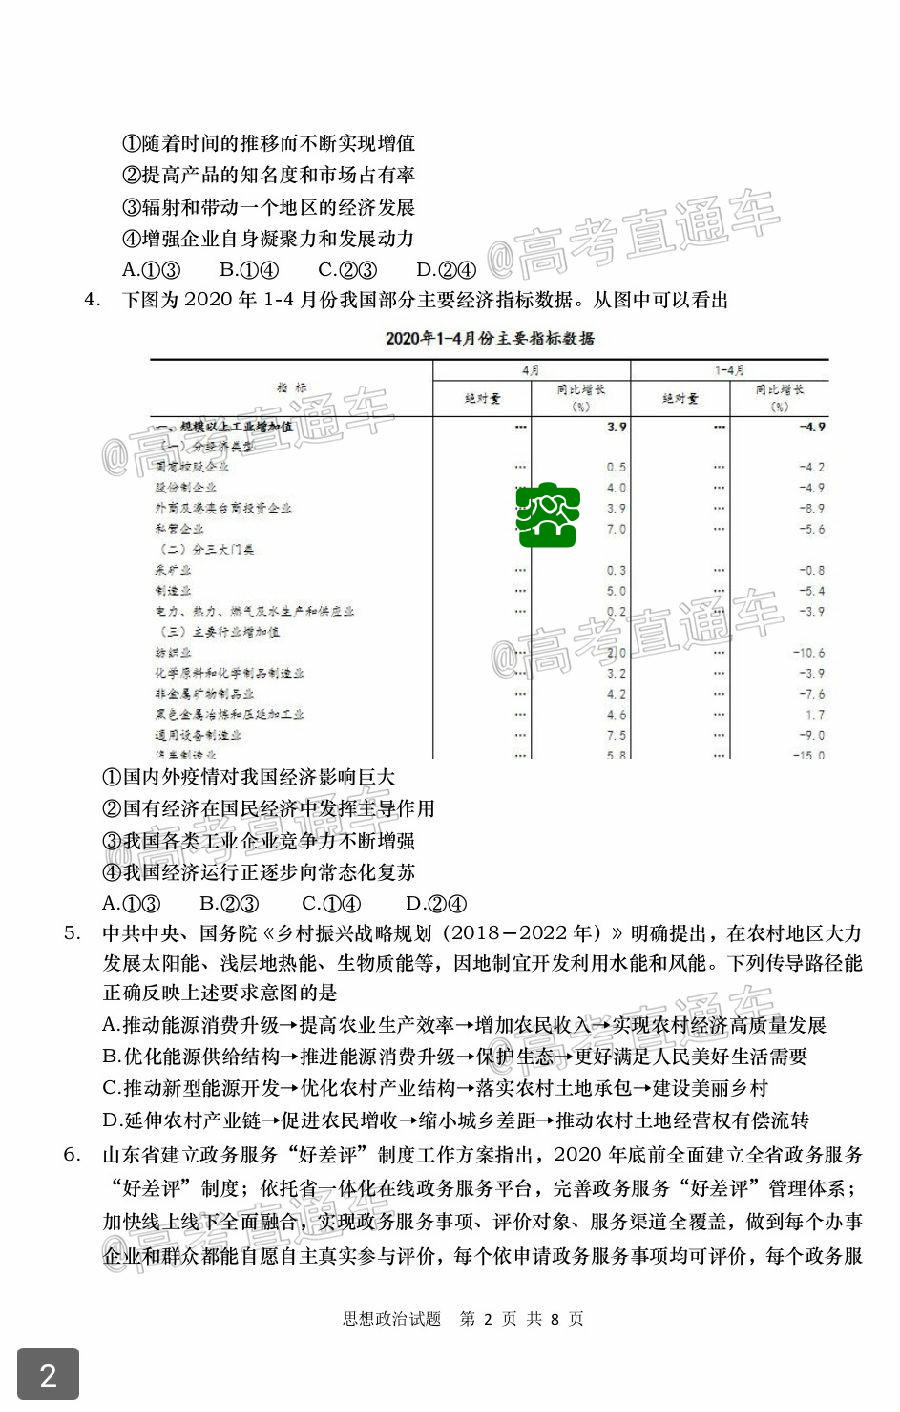 ①随着时间的推移而不断实现增值
②提高产品的知名度和市场占有率
③辐射和带动一个地区的经济发展
④增强企业自身凝聚力和发展动力
A.①③ B.①④ C.②③ D.②④
@高考直通车
4. 下图为 2020 年 1-4 月份我国部分主要经济指标数据。从图中可以看出
2020年1-4月份主要指标数据
指 标 4月 1-4月
绝对量 同比增长(%) 绝对量 同比增长(%)
一、规模以上工业增加值 … 3.9 … -4.9
（一）分经济类型
国有控股企业 … 0.5 … -4.2
股份制企业 … 4.0 … -4.9
外商及港澳台商投资企业 … 3.9 … -8.9
私营企业 7.0 … -5.6
（二）分三大门类
采矿业 … 0.3 … -0.8
制造业 … 5.0 … -5.4
电力、热力、燃气及水生产和供应业 … 0.2 … -3.9
（三）主要行业增加值
纺织业 … 2.0 … -10.6
化学原料和化学制品制造业 … 3.2 … -3.9
非金属矿物制品业 … 4.2 … -7.6
黑色金属冶炼和压延加工业 … 4.6 … 1.7
通用设备制造业 … 7.5 … -9.0
汽车制造业 … 5.8 … -15.0
@高考直通车
@高考直通车
①国内外疫情对我国经济影响巨大
②国有经济在国民经济中发挥主导作用
③我国各类工业企业竞争力不断增强
④我国经济运行正逐步向常态化复苏
@高考直通车
A.①③ B.②③ C.①④ D.②④
5. 中共中央、国务院《乡村振兴战略规划（2018－2022 年）》明确提出，在农村地区大力
发展太阳能、浅层地热能、生物质能等，因地制宜开发利用水能和风能。下列传导路径能
正确反映上述要求意图的是
A.推动能源消费升级→提高农业生产效率→增加农民收入→实现农村经济高质量发展
B.优化能源供给结构→推进能源消费升级→保护生态→更好满足人民美好生活需要
C.推动新型能源开发→优化农村产业结构→落实农村土地承包→建设美丽乡村
D.延伸农村产业链→促进农民增收→缩小城乡差距→推动农村土地经营权有偿流转
@高考直通车
6. 山东省建立政务服务“好差评”制度工作方案指出，2020 年底前全面建立全省政务服务
“好差评”制度；依托省一体化在线政务服务平台，完善政务服务“好差评”管理体系；
加快线上线下全面融合，实现政务服务事项、评价对象、服务渠道全覆盖，做到每个办事
企业和群众都能自愿自主真实参与评价，每个依申请政务服务事项均可评价，每个政务服
@高考直通车
思想政治试题 第 2 页 共 8 页
2